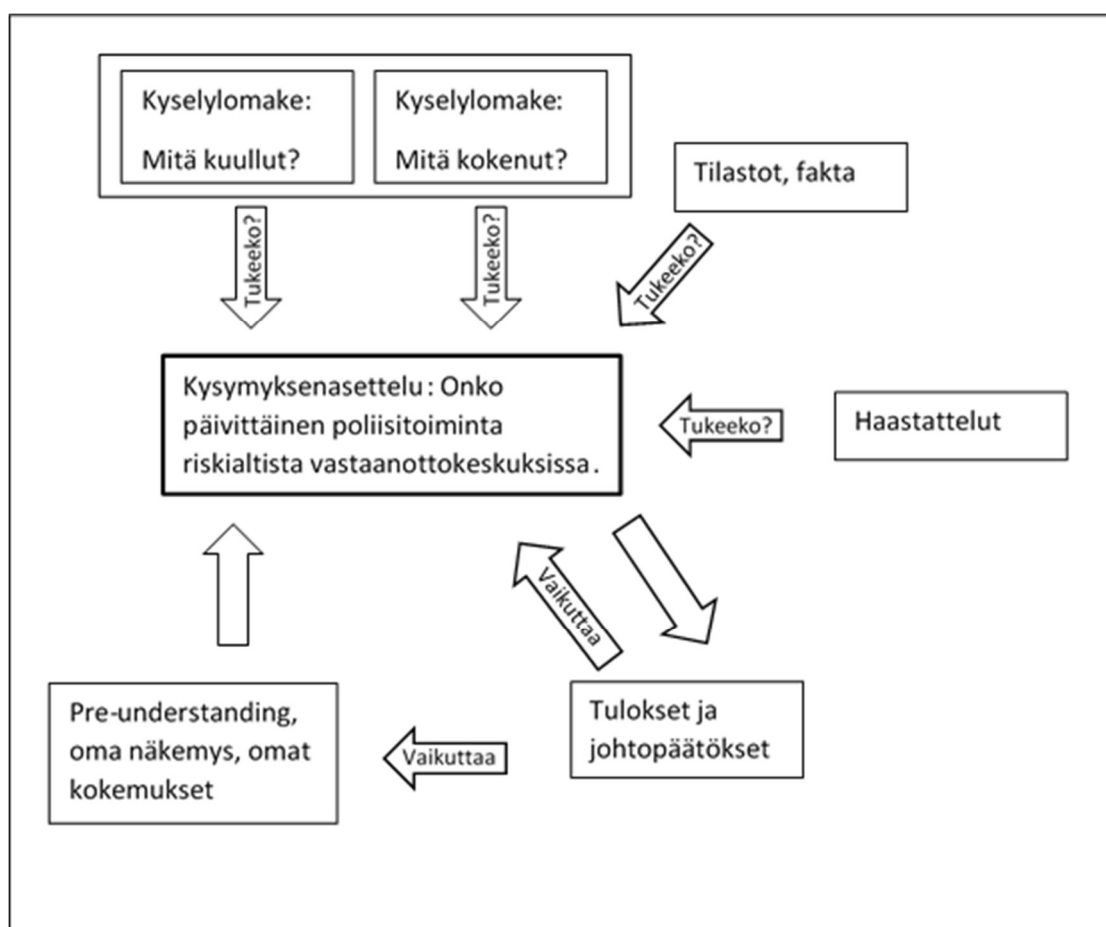 Kyselylomake:
Mitä kuullut?
Kyselylomake:
Mitä kokenut?
Tilastot, fakta
Tukeeko?
Tukeeko?
Tukeeko?
Kysymyksenasettelu: Onko
päivittäinen poliisitoiminta
riskialtista vastaanottokeskuksissa.
Tukeeko?
Haastattelut
Vaikuttaa
Pre-understanding,
oma näkemys, omat
kokemukset
Vaikuttaa
Tulokset ja
johtopäätökset